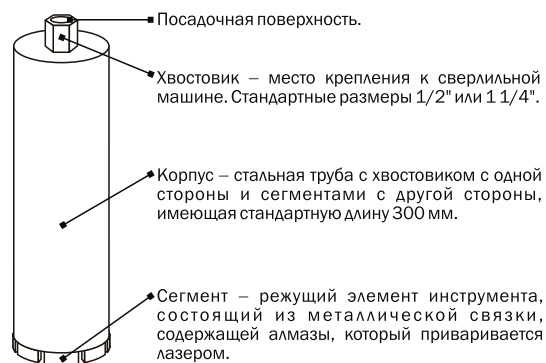 Посадочная поверхность.
Хвостовик – место крепления к сверлильной
машине. Стандартные размеры 1/2" или 1 1/4".
Корпус – стальная труба с хвостовиком с одной
стороны и сегментами с другой стороны,
имеющая стандартную длину 300 мм.
Сегмент – режущий элемент инструмента,
состоящий из металлической связки,
содержащей алмазы, который приваривается
лазером.